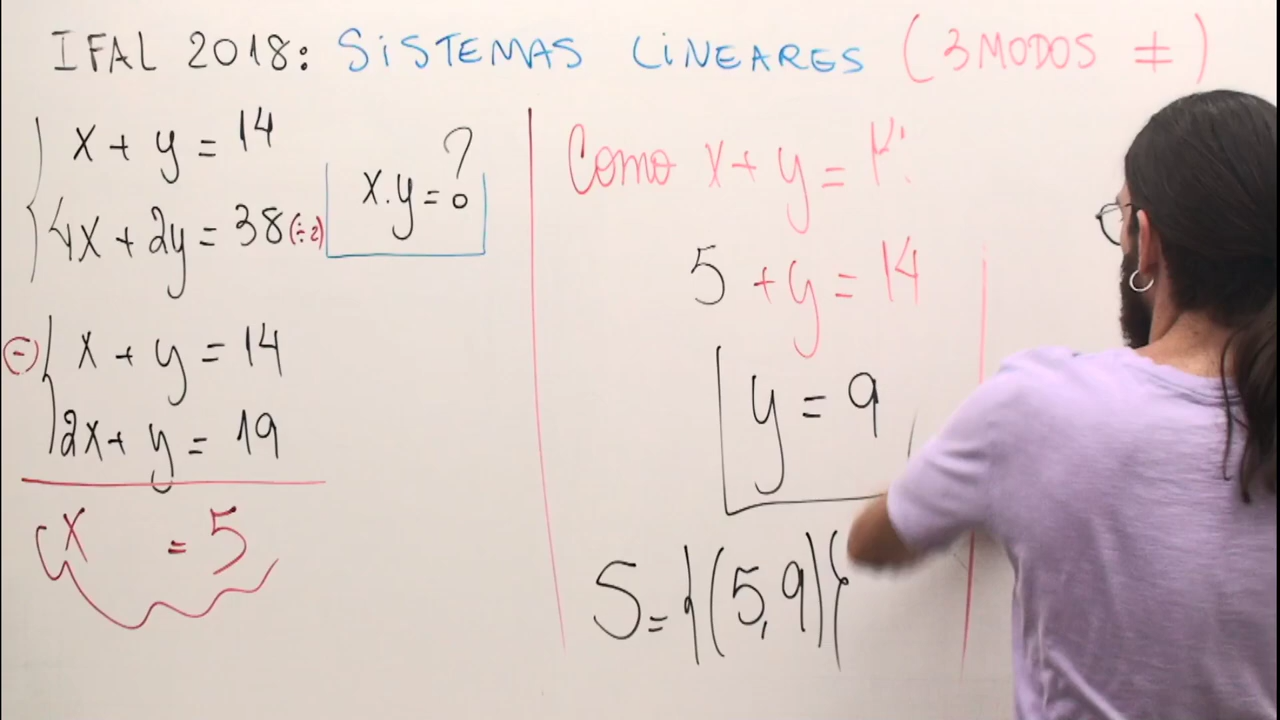 IFAL 2018: SISTEMAS LINEARES (3 MODOS ≠)
x + y = 14
4x + 2y = 38 (÷2)
x.y = ?
⊖ x + y = 14
2x + y = 19
x = 5
Como x + y = 14:
5 + y = 14
y = 9
S = {(5,9)}